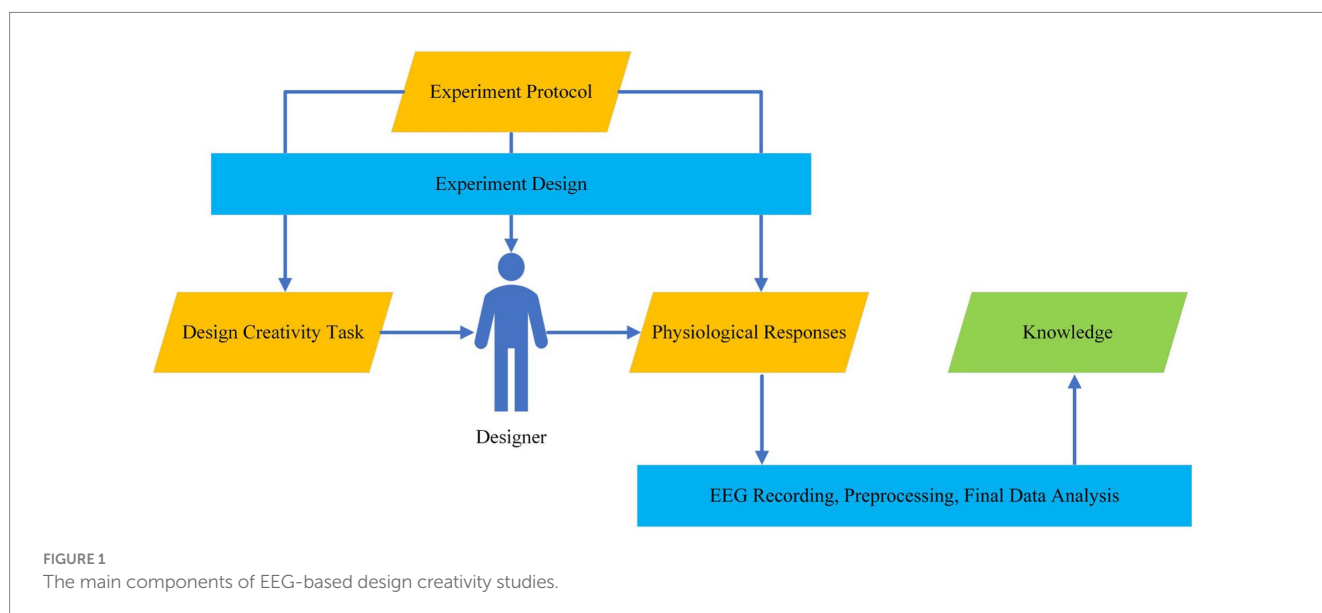 Experiment Protocol
Experiment Design
Design Creativity Task
Physiological Responses
Knowledge
Designer
EEG Recording, Preprocessing, Final Data Analysis
FIGURE 1
The main components of EEG-based design creativity studies.